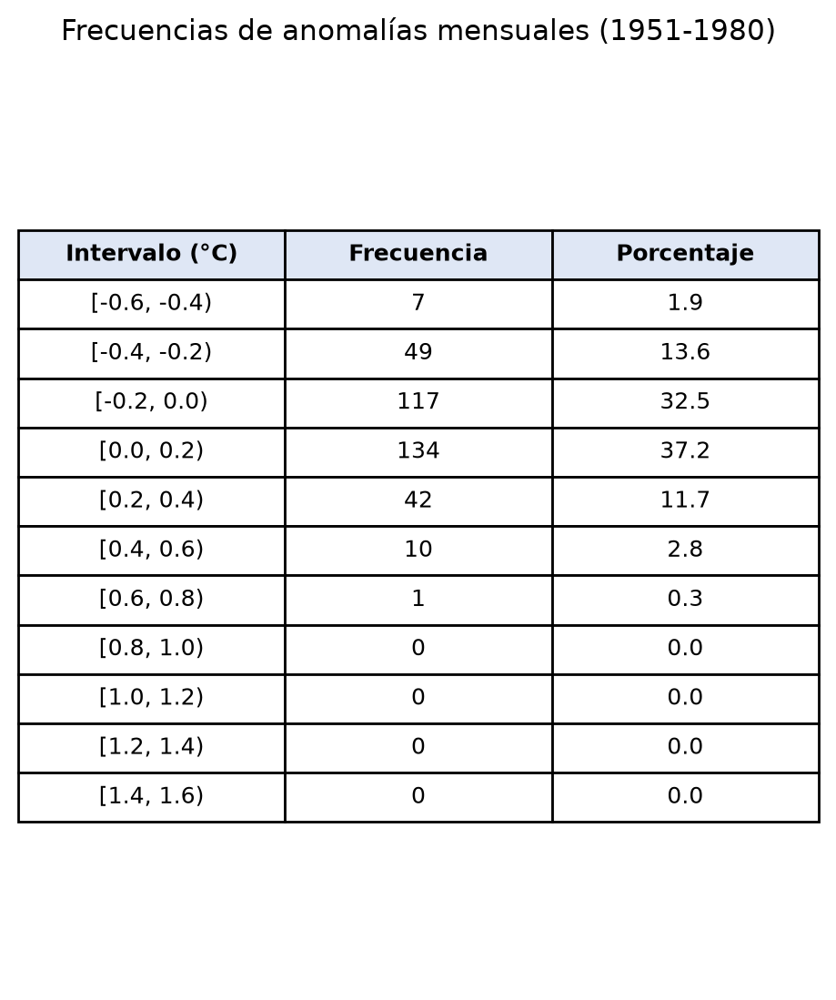 Frecuencias de anomalías mensuales (1951-1980)
Intervalo (°C) Frecuencia Porcentaje
[-0.6, -0.4) 7 1.9
[-0.4, -0.2) 49 13.6
[-0.2, 0.0) 117 32.5
[0.0, 0.2) 134 37.2
[0.2, 0.4) 42 11.7
[0.4, 0.6) 10 2.8
[0.6, 0.8) 1 0.3
[0.8, 1.0) 0 0.0
[1.0, 1.2) 0 0.0
[1.2, 1.4) 0 0.0
[1.4, 1.6) 0 0.0